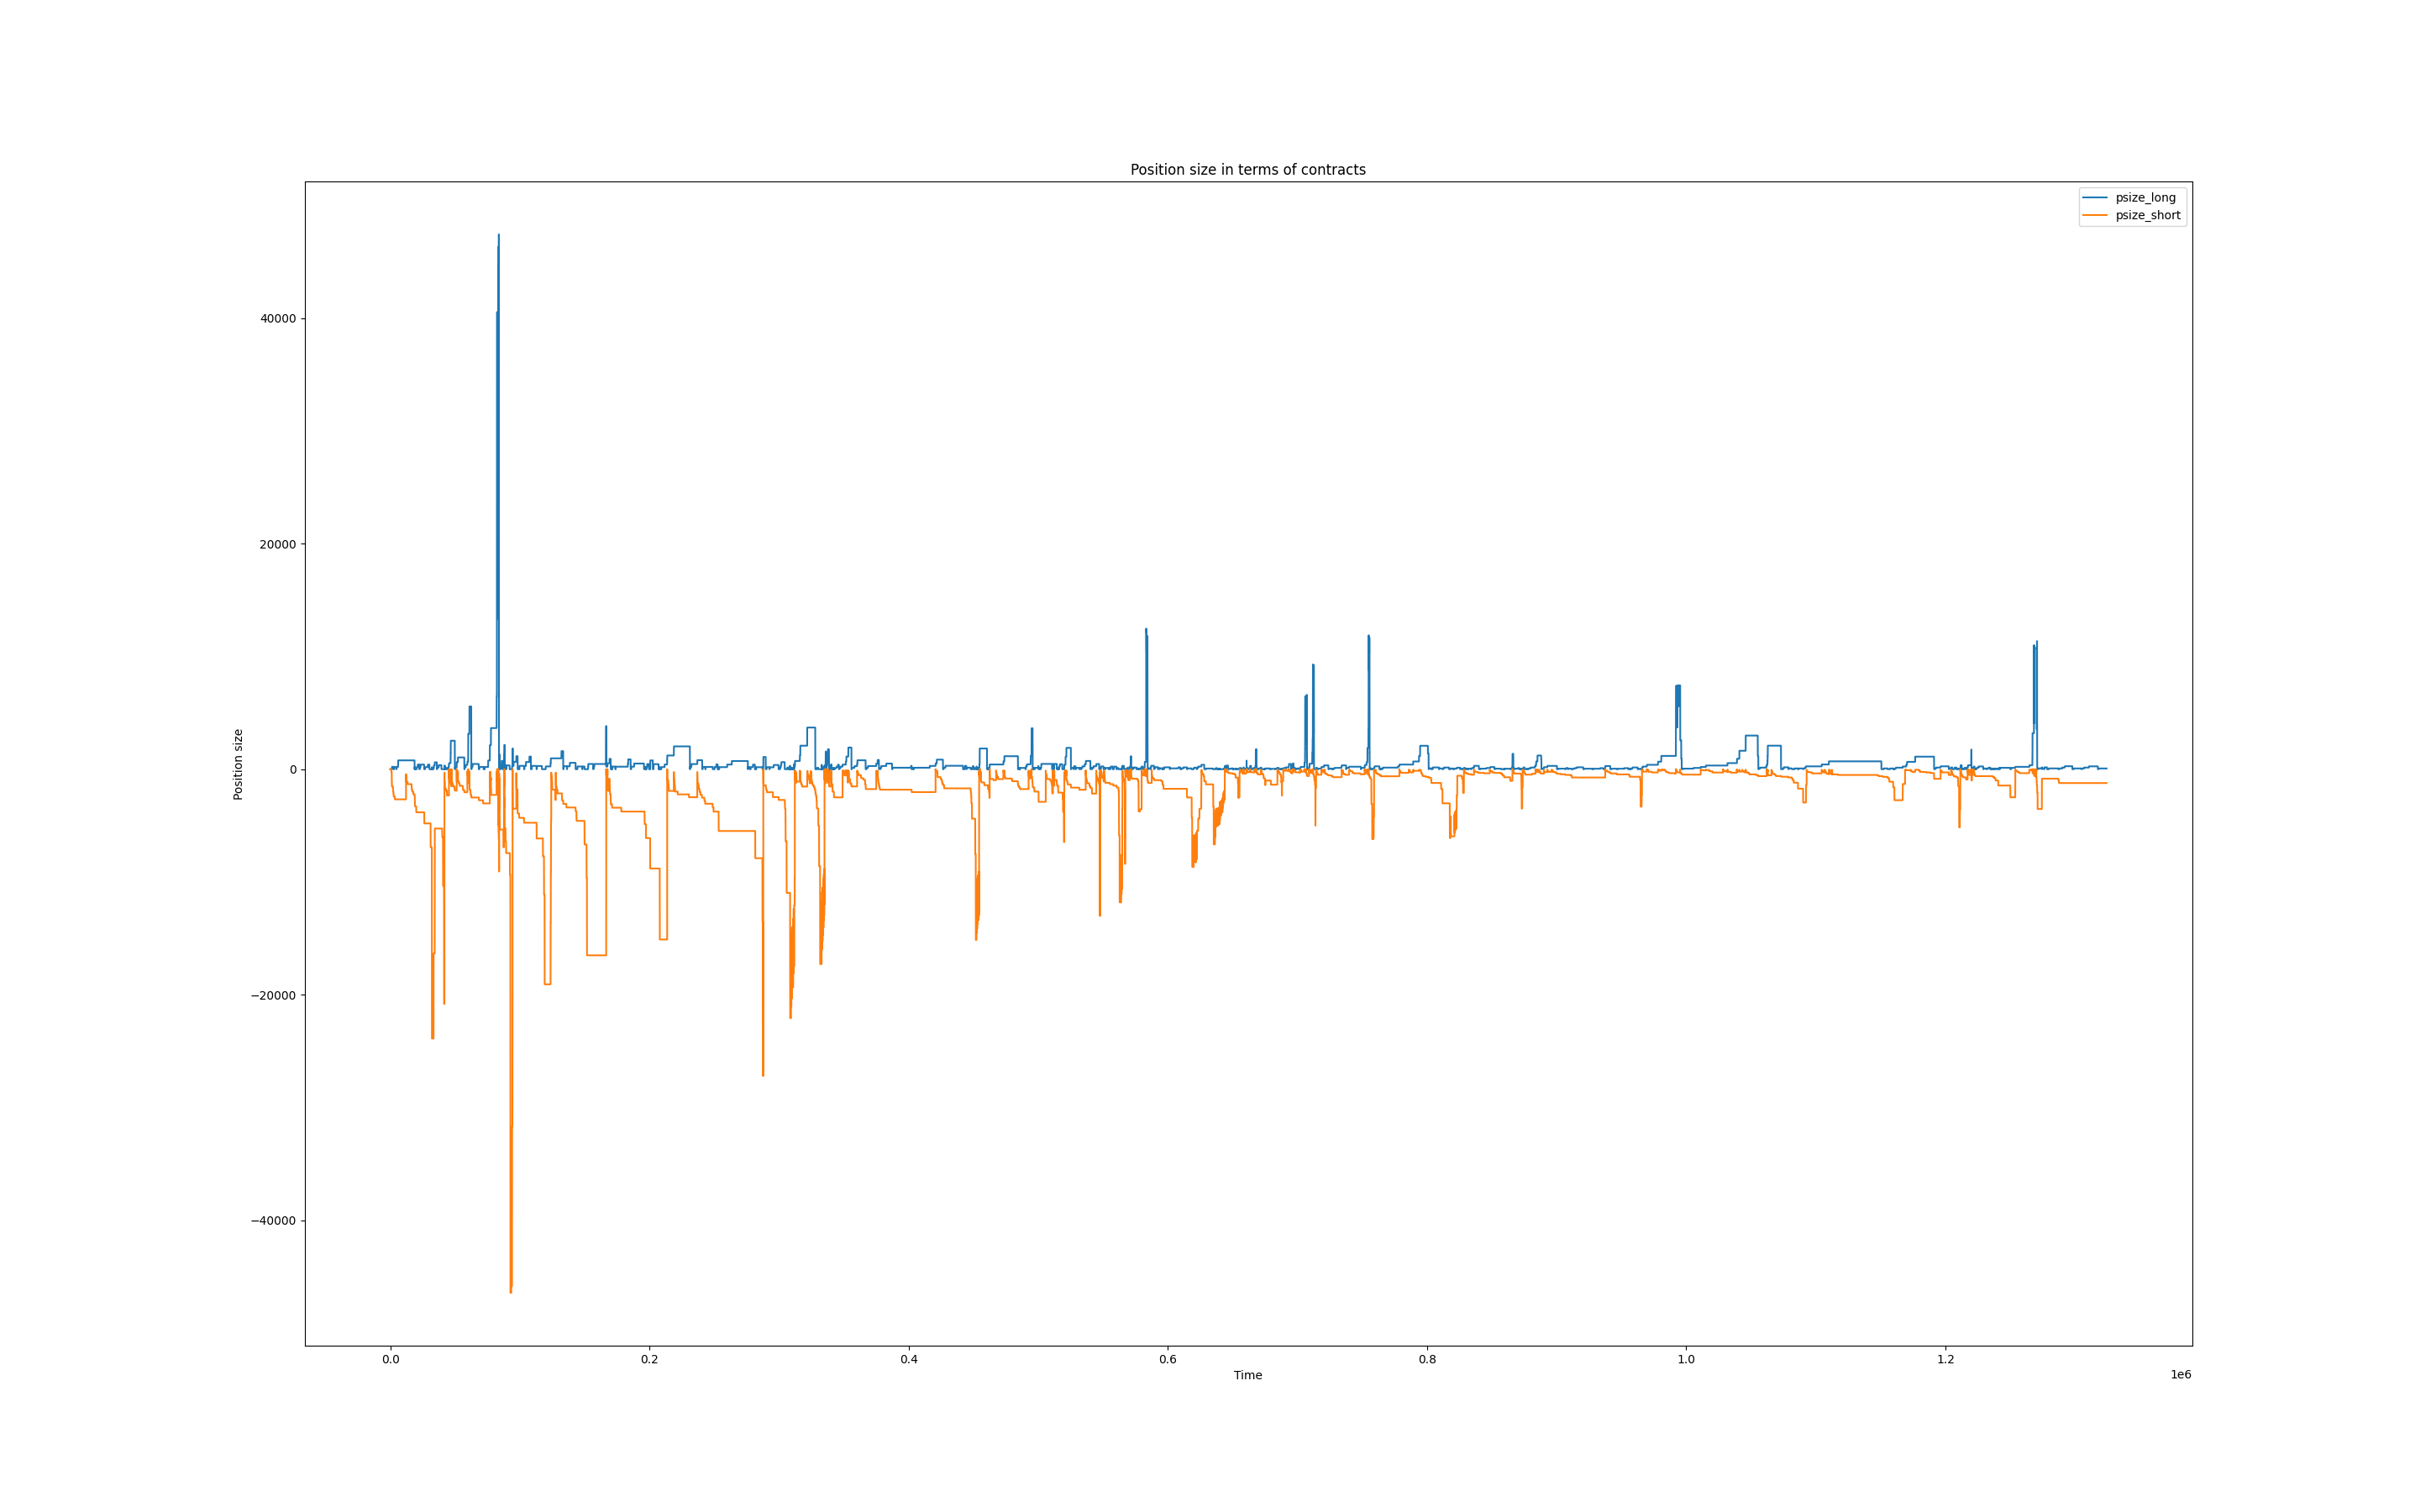 Position size in terms of contracts
psize_long
psize_short
Position size
40000
20000
0
−20000
−40000
0.0
0.2
0.4
0.6
0.8
1.0
1.2
Time
1e6